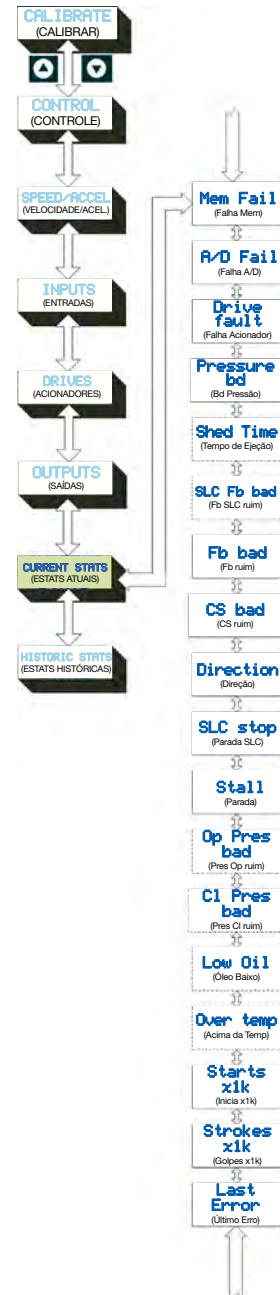 CALIBRATE
(CALIBRAR)
CONTROL
(CONTROLE)
SPEED/ACCEL
(VELOCIDADE/ACEL.)
INPUTS
(ENTRADAS)
DRIVES
(ACIONADORES)
OUTPUTS
(SAÍDAS)
CURRENT STATS
(ESTATS ATUAIS)
HISTORIC STATS
(ESTATS HISTÓRICAS)
Mem Fail
(Falha Mem)
A/D Fail
(Falha A/D)
Drive
fault
(Falha Acionador)
Pressure
bd
(Bd Pressão)
Shed Time
(Tempo de Ejeção)
SLC Fb bad
(Fb SLC ruim)
Fb bad
(Fb ruim)
CS bad
(CS ruim)
Direction
(Direção)
SLC stop
(Parada SLC)
Stall
(Parada)
Op Pres
bad
(Pres Op ruim)
Cl Pres
bad
(Pres Cl ruim)
Low Oil
(Óleo Baixo)
Over temp
(Acima da Temp)
Starts
x1k
(Inicia x1k)
Strokes
x1k
(Golpes x1k)
Last
Error
(Último Erro)